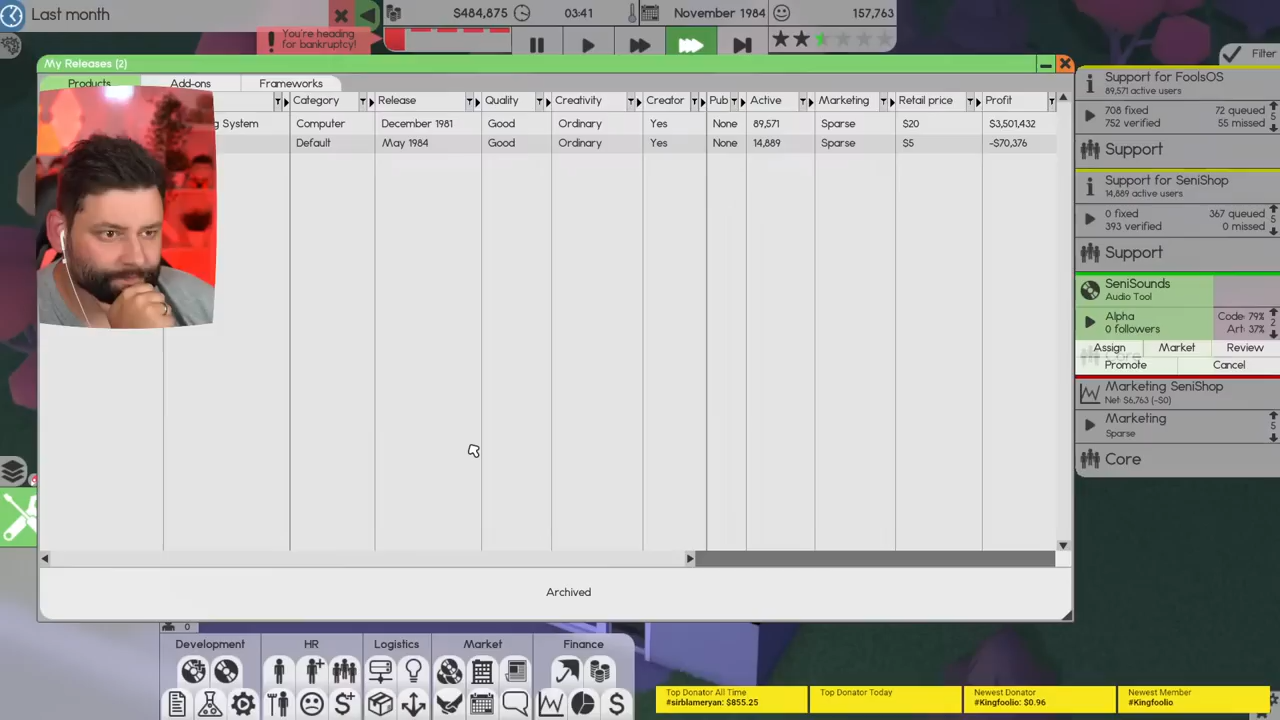 Last month
$484,875
03:41
November 1984
157,763
You're heading
for bankruptcy!
My Releases (2)
Filter
Products
Add-ons
Frameworks
Category
Release
Quality
Creativity
Creator
Pub
Active
Marketing
Retail price
Profit
g System
Computer
December 1981
Good
Ordinary
Yes
None
89,571
Sparse
$20
$3,501,432
Default
May 1984
Good
Ordinary
Yes
None
14,889
Sparse
$5
-$70,376
Archived
Support for FoolsOS
89,571 active users
708 fixed
72 queued
752 verified
55 missed
5
Support
Support for SeniShop
14,889 active users
0 fixed
367 queued
393 verified
0 missed
5
Support
SeniSounds
Audio Tool
Alpha
Code: 79%
0 followers
Art: 37%
2
Assign
Market
Review
Promote
Cancel
Marketing SeniShop
Net: $6,763 (-$0)
Marketing
Sparse
5
Core
0
Development
HR
Logistics
Market
Finance
Top Donator All Time
#sirblameryan: $855.25
Top Donator Today
Newest Donator
#Kingfoolio: $0.96
Newest Member
#Kingfoolio